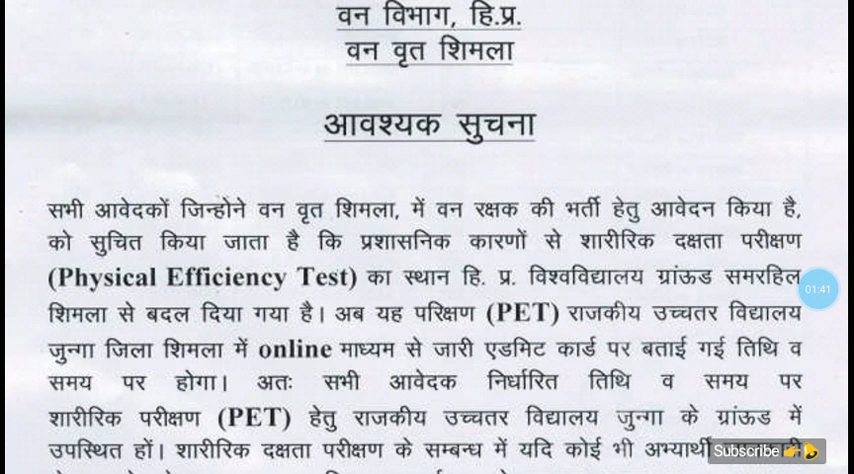 वन विभाग, हि.प्र.
वन वृत शिमला
आवश्यक सुचना
सभी आवेदकों जिन्होने वन वृत शिमला, में वन रक्षक की भर्ती हेतु आवेदन किया है,
को सुचित किया जाता है कि प्रशासनिक कारणों से शारीरिक दक्षता परीक्षण
(Physical Efficiency Test) का स्थान हि. प्र. विश्वविद्यालय ग्रांऊड समरहिल
01:41
शिमला से बदल दिया गया है। अब यह परिक्षण (PET) राजकीय उच्चतर विद्यालय
जुन्गा जिला शिमला में online माध्यम से जारी एडमिट कार्ड पर बताई गई तिथि व
समय पर होगा। अतः सभी आवेदक निर्धारित तिथि व समय पर
शारीरिक परीक्षण (PET) हेतु राजकीय उच्चतर विद्यालय जुन्गा के ग्रांऊड में
उपस्थित हों। शारीरिक दक्षता परीक्षण के सम्बन्ध में यदि कोई भी अभ्यार्थी
Subscribe